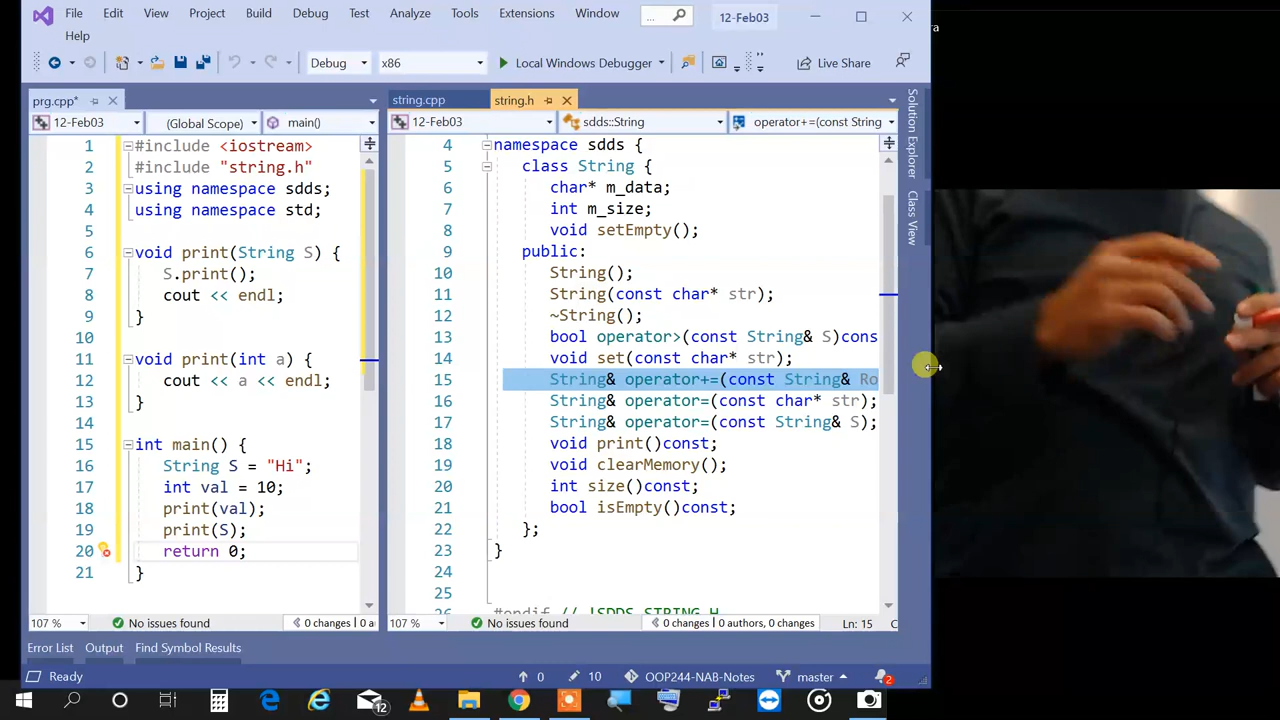 File Edit View Project Build Debug Test Analyze Tools Extensions Window ... 12-Feb03
Help
Debug x86 Local Windows Debugger Live Share
prg.cpp*
12-Feb03 (Global Scope) main()
1 #include <iostream>
2 #include "string.h"
3 using namespace sdds;
4 using namespace std;
5
6 void print(String S) {
7 S.print();
8 cout << endl;
9 }
10
11 void print(int a) {
12 cout << a << endl;
13 }
14
15 int main() {
16 String S = "Hi";
17 int val = 10;
18 print(val);
19 print(S);
20 return 0;
21 }
107 % No issues found 0 changes | 0 a
string.cpp string.h
12-Feb03 sdds::String operator+=(const String
4 namespace sdds {
5 class String {
6 char* m_data;
7 int m_size;
8 void setEmpty();
9 public:
10 String();
11 String(const char* str);
12 ~String();
13 bool operator>(const String& S)cons
14 void set(const char* str);
15 String& operator+=(const String& Ro
16 String& operator=(const char* str);
17 String& operator=(const String& S);
18 void print()const;
19 void clearMemory();
20 int size()const;
21 bool isEmpty()const;
22 };
23 }
24
25
26 #endif // !SDDS_STRING_H
107 % No issues found 0 changes | 0 authors, 0 changes Ln: 15 C
Solution Explorer
Class View
Error List Output Find Symbol Results
Ready 0 10 OOP244-NAB-Notes master 2
12
ra